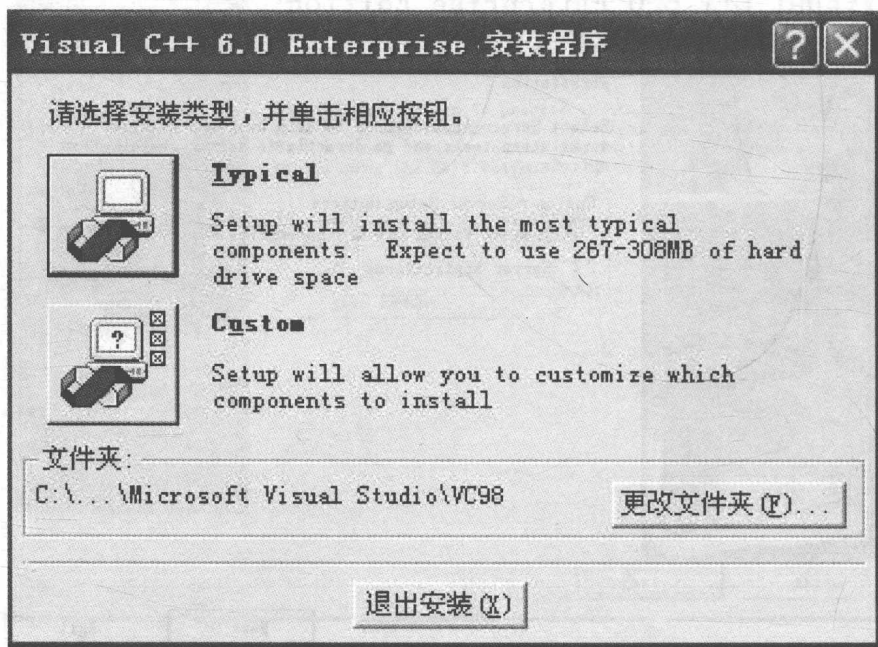 Visual C++ 6.0 Enterprise 安装程序
请选择安装类型，并单击相应按钮。
Typical
Setup will install the most typical
components. Expect to use 267-308MB of hard
drive space
?
Custom
Setup will allow you to customize which
components to install
文件夹:
C:\...\Microsoft Visual Studio\VC98
更改文件夹(F)...
退出安装(X)